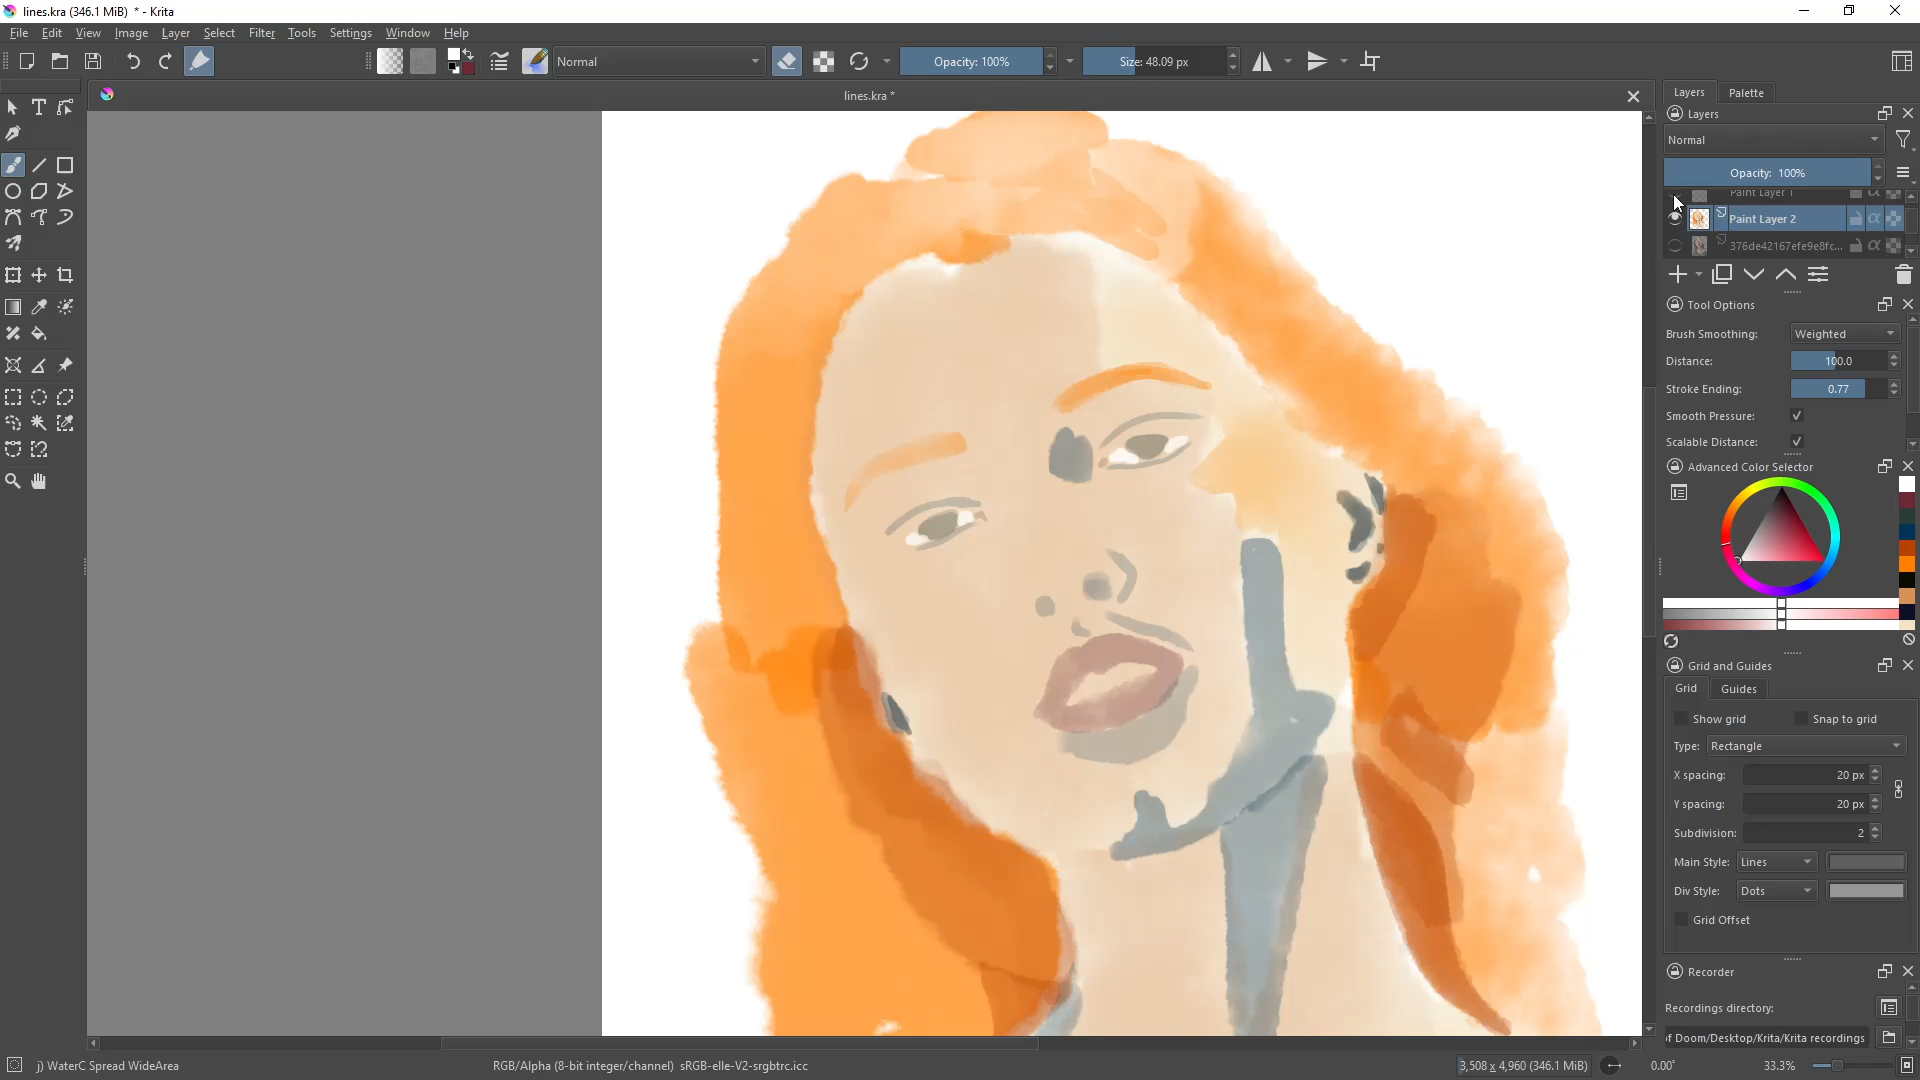 lines.kra (346.1 MiB) * - Krita
File Edit View Image Layer Select Filter Tools Settings Window Help
Normal
Opacity: 100%
Size: 48.09 px
lines.kra *
Layers Palette
Layers
Normal
Opacity: 100%
Paint Layer 1
Paint Layer 2
376de42167efe9e8fc...
Tool Options
Brush Smoothing: Weighted
Distance: 100.0
Stroke Ending: 0.77
Smooth Pressure:
Scalable Distance:
Advanced Color Selector
Grid and Guides
Grid Guides
Show grid Snap to grid
Type: Rectangle
X spacing: 20 px
Y spacing: 20 px
Subdivision: 2
Main Style: Lines
Div Style: Dots
Grid Offset
Recorder
Recordings directory:
of Doom/Desktop/Krita/Krita recordings
j) WaterC Spread WideArea
RGB/Alpha (8-bit integer/channel) sRGB-elle-V2-srgbtrc.icc
3,508 x 4,960 (346.1 MiB)
0.00°
33.3%